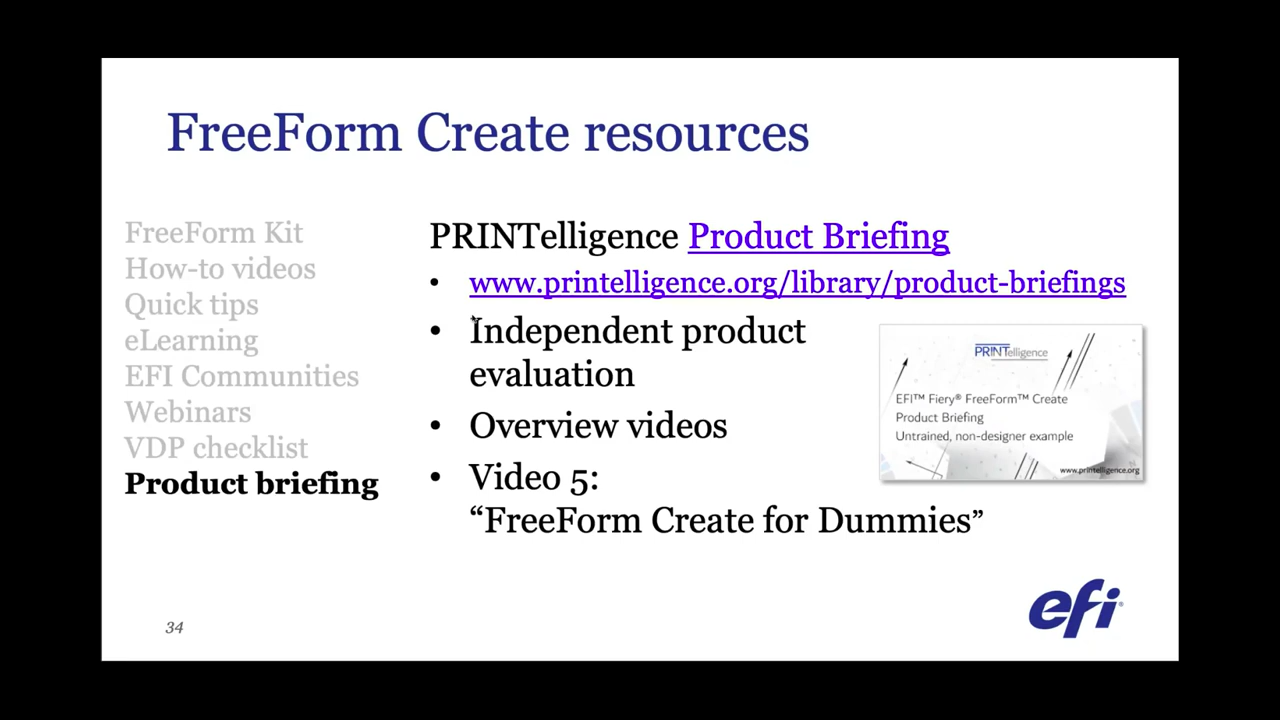 FreeForm Create resources
FreeForm Kit
How-to videos
Quick tips
eLearning
EFI Communities
Webinars
VDP checklist
Product briefing
PRINTelligence Product Briefing
• www.printelligence.org/library/product-briefings
• Independent product
evaluation
• Overview videos
• Video 5:
“FreeForm Create for Dummies”
PRINTelligence
EFI™ Fiery® FreeForm™ Create
Product Briefing
Untrained, non-designer example
www.printelligence.org
34
efi®